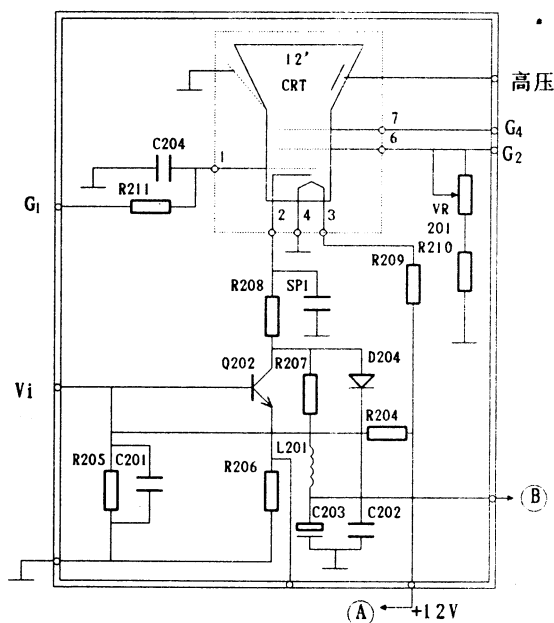 12'
CRT
高压
7
G4
6
G2
C204
1
R211
G1
2
4
3
VR
201
R209
R210
R208
SP1
Q202
R207
D204
Vi
R204
L201
R205
C201
R206
C203
C202
B
A
+12V